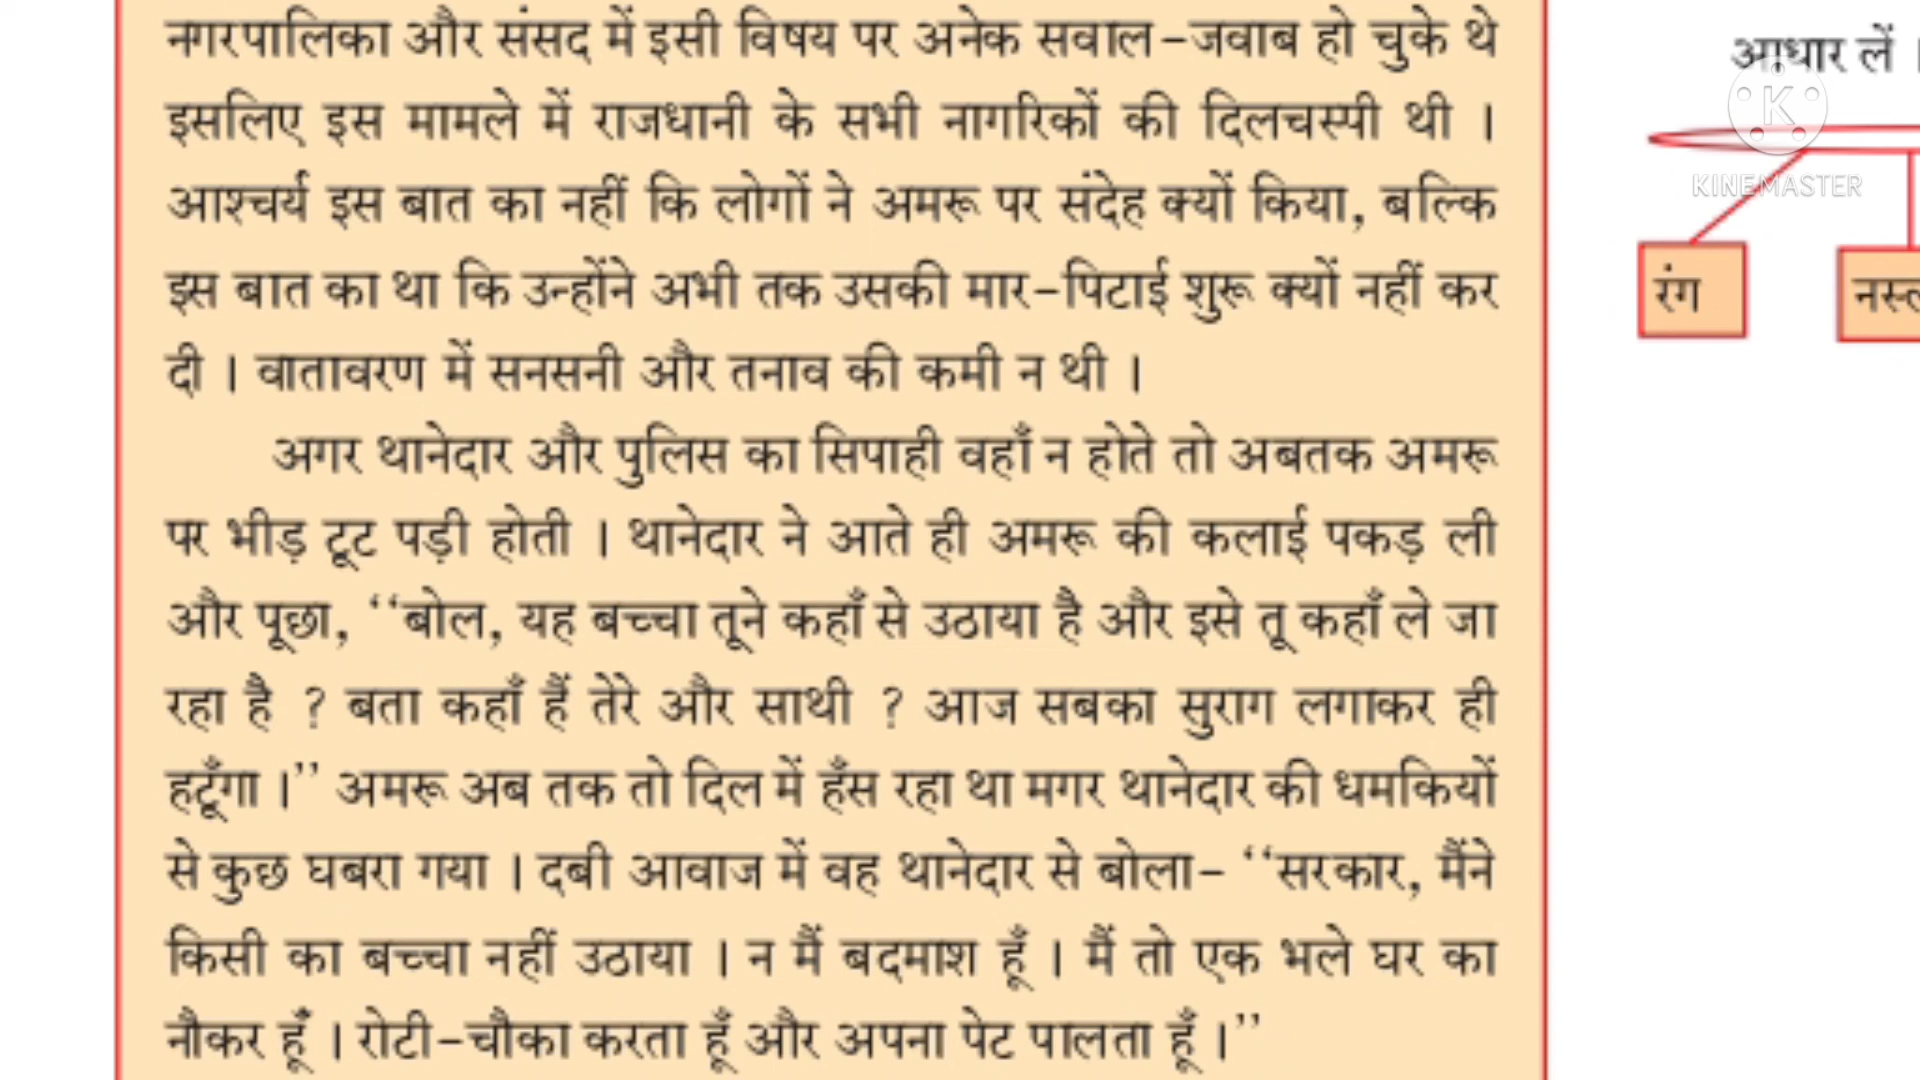 नगरपालिका और संसद में इसी विषय पर अनेक सवाल-जवाब हो चुके थे
इसलिए इस मामले में राजधानी के सभी नागरिकों की दिलचस्पी थी ।
आश्चर्य इस बात का नहीं कि लोगों ने अमरू पर संदेह क्यों किया, बल्कि
इस बात का था कि उन्होंने अभी तक उसकी मार-पिटाई शुरू क्यों नहीं कर
दी । वातावरण में सनसनी और तनाव की कमी न थी ।
अगर थानेदार और पुलिस का सिपाही वहाँ न होते तो अबतक अमरू
पर भीड़ टूट पड़ी होती । थानेदार ने आते ही अमरू की कलाई पकड़ ली
और पूछा, ‘‘बोल, यह बच्चा तूने कहाँ से उठाया है और इसे तू कहाँ ले जा
रहा है ? बता कहाँ हैं तेरे और साथी ? आज सबका सुराग लगाकर ही
हटूँगा ।’’ अमरू अब तक तो दिल में हँस रहा था मगर थानेदार की धमकियों
से कुछ घबरा गया । दबी आवाज में वह थानेदार से बोला- ‘‘सरकार, मैंने
किसी का बच्चा नहीं उठाया । न मैं बदमाश हूँ । मैं तो एक भले घर का
नौकर हूँ । रोटी-चौका करता हूँ और अपना पेट पालता हूँ ।’’
आधार लें ।
K
KINEMASTER
रंग